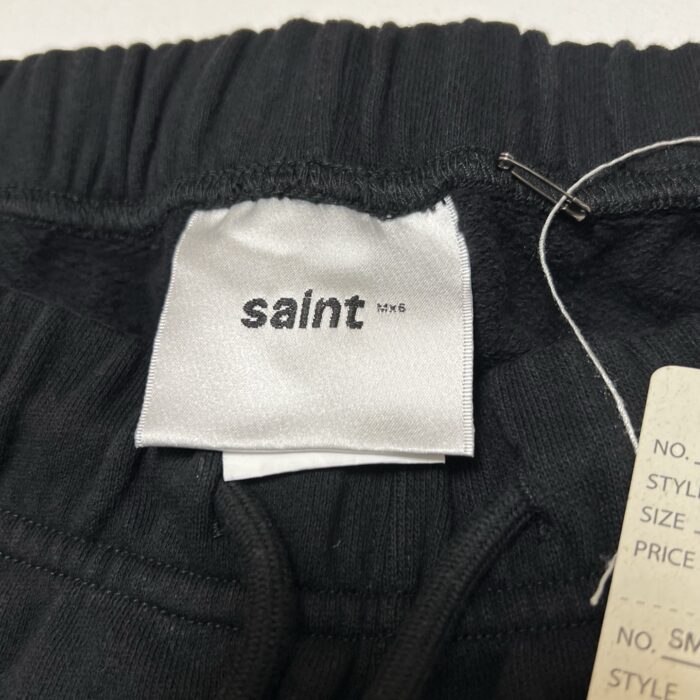 saint Mx6
NO.
STYLE
SIZE
PRICE
NO. SM
STYLE